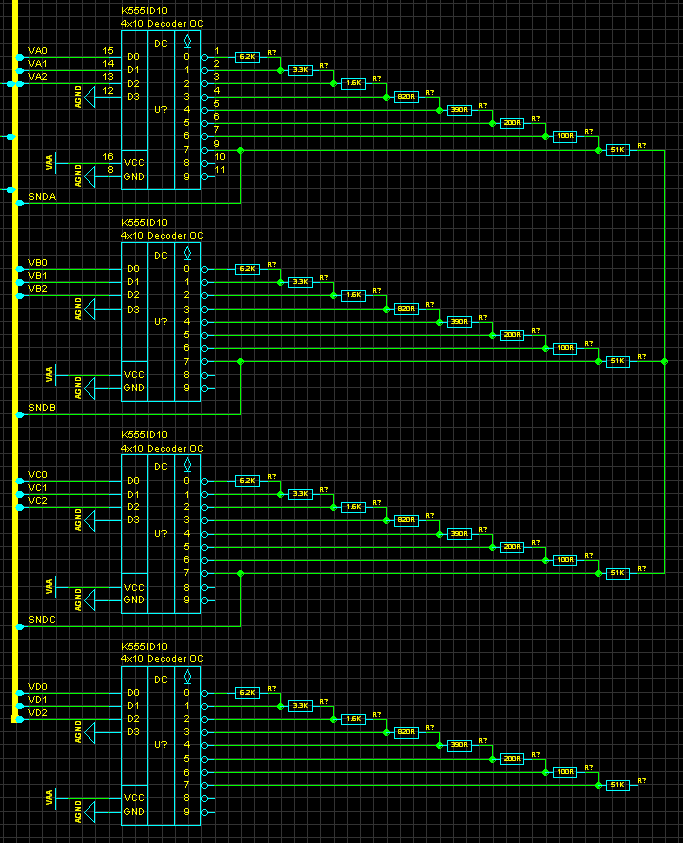 K555ID10
4x10 Decoder OC
DC
VA0 15 D0 0 1 6.2K R?
VA1 14 D1 1 2 3.3K R?
VA2 13 D2 2 3 1.6K R?
AGND 12 D3 3 4 820R R?
U? 4 5 390R R?
5 6 200R R?
6 7 100R R?
7 9 51K R?
VAA 16 VCC 8 10
AGND 8 GND 9 11
SNDA
K555ID10
4x10 Decoder OC
DC
VB0 D0 0 6.2K R?
VB1 D1 1 3.3K R?
VB2 D2 2 1.6K R?
AGND D3 3 820R R?
U? 4 390R R?
5 200R R?
6 100R R?
7 51K R?
VAA VCC 8
AGND GND 9
SNDB
K555ID10
4x10 Decoder OC
DC
VC0 D0 0 6.2K R?
VC1 D1 1 3.3K R?
VC2 D2 2 1.6K R?
AGND D3 3 820R R?
U? 4 390R R?
5 200R R?
6 100R R?
7 51K R?
VAA VCC 8
AGND GND 9
SNDC
K555ID10
4x10 Decoder OC
DC
VD0 D0 0 6.2K R?
VD1 D1 1 3.3K R?
VD2 D2 2 1.6K R?
AGND D3 3 820R R?
U? 4 390R R?
5 200R R?
6 100R R?
7 51K R?
VAA VCC 8
AGND GND 9